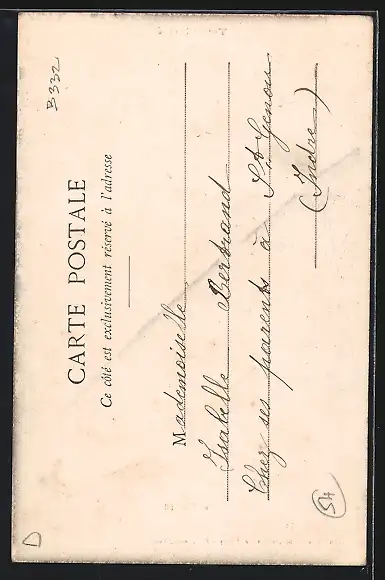 B332
CARTE POSTALE
Ce côté est exclusivement réservé à l'adresse
Mademoiselle
Isabelle Bertrand
Chez ses parents à St Genou
(Indre)
54
D